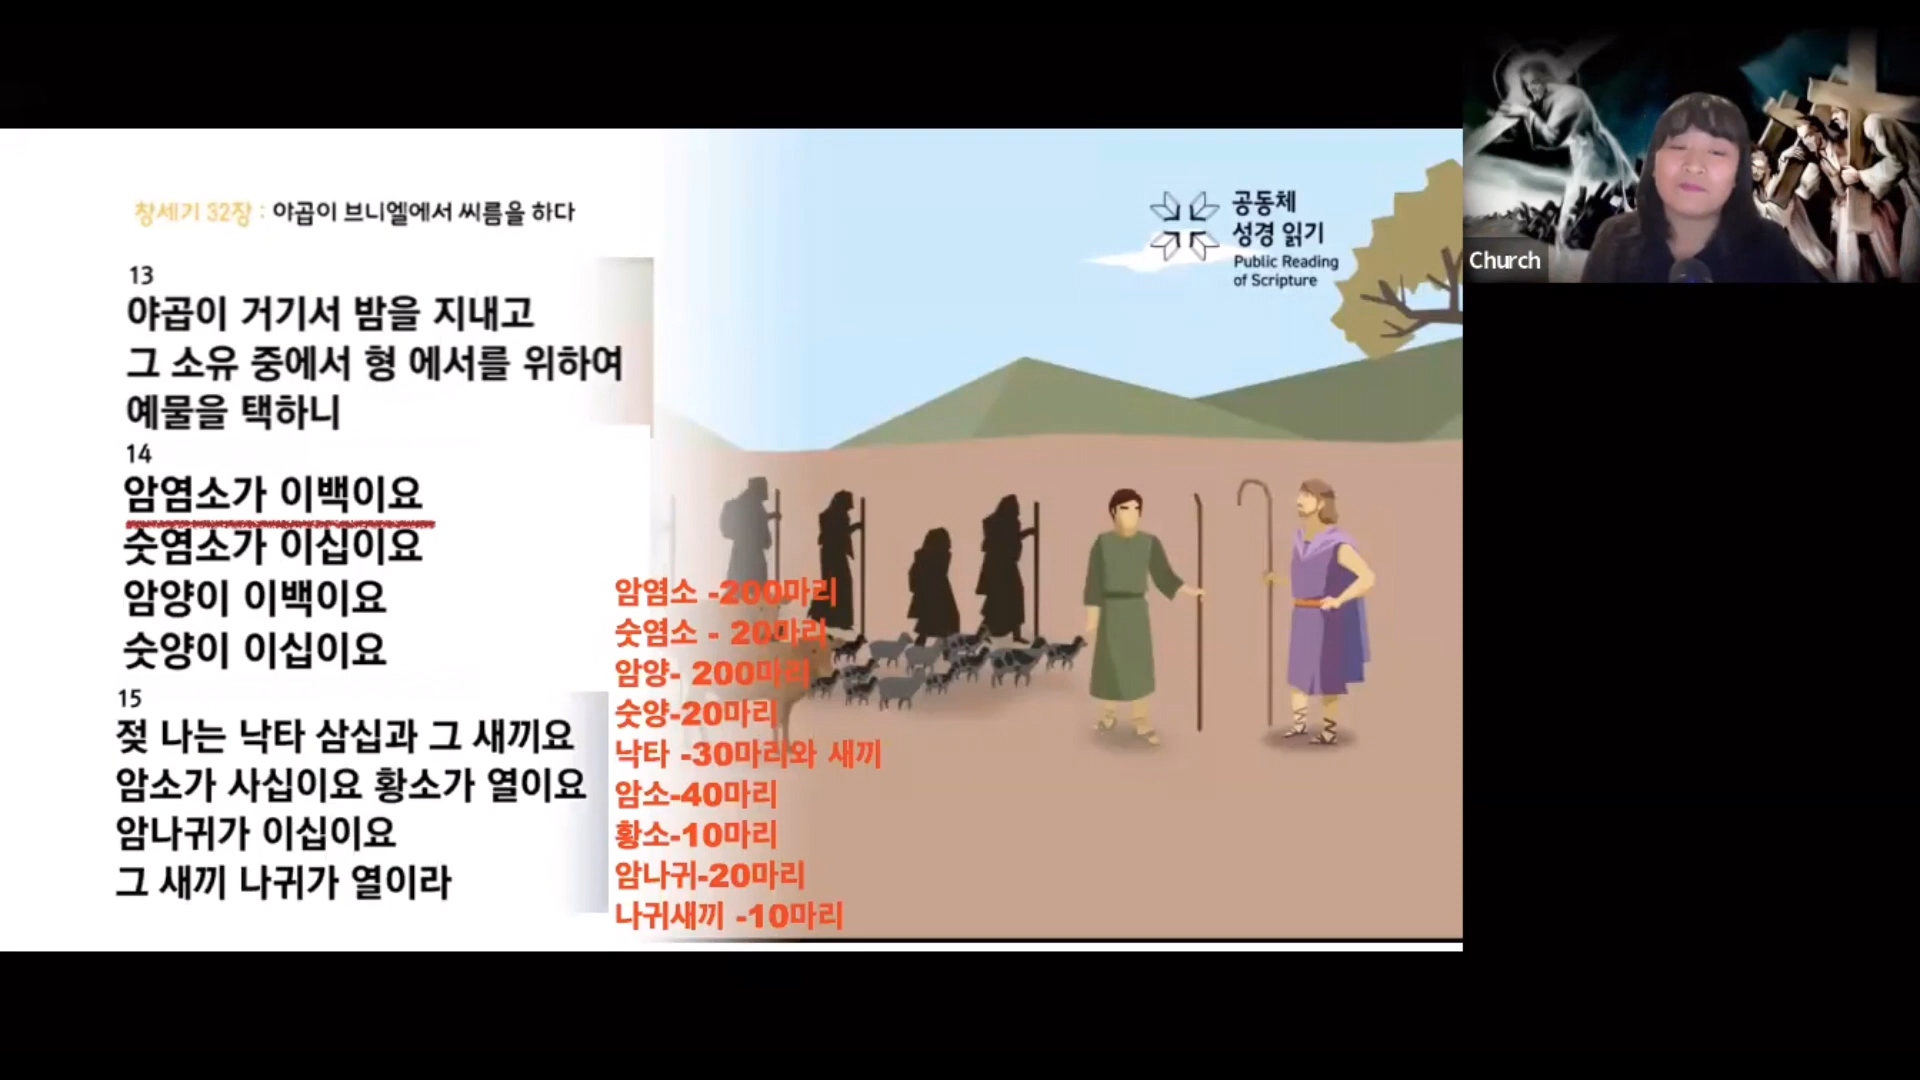 창세기 32장 : 야곱이 브니엘에서 씨름을 하다
13
야곱이 거기서 밤을 지내고
그 소유 중에서 형 에서를 위하여
예물을 택하니
14
암염소가 이백이요
숫염소가 이십이요
암양이 이백이요
숫양이 이십이요
15
젖 나는 낙타 삼십과 그 새끼요
암소가 사십이요 황소가 열이요
암나귀가 이십이요
그 새끼 나귀가 열이라
암염소 -200마리
숫염소 - 20마리
암양- 200마리
숫양-20마리
낙타 -30마리와 새끼
암소-40마리
황소-10마리
암나귀-20마리
나귀새끼 -10마리
공동체
성경 읽기
Public Reading
of Scripture
Church